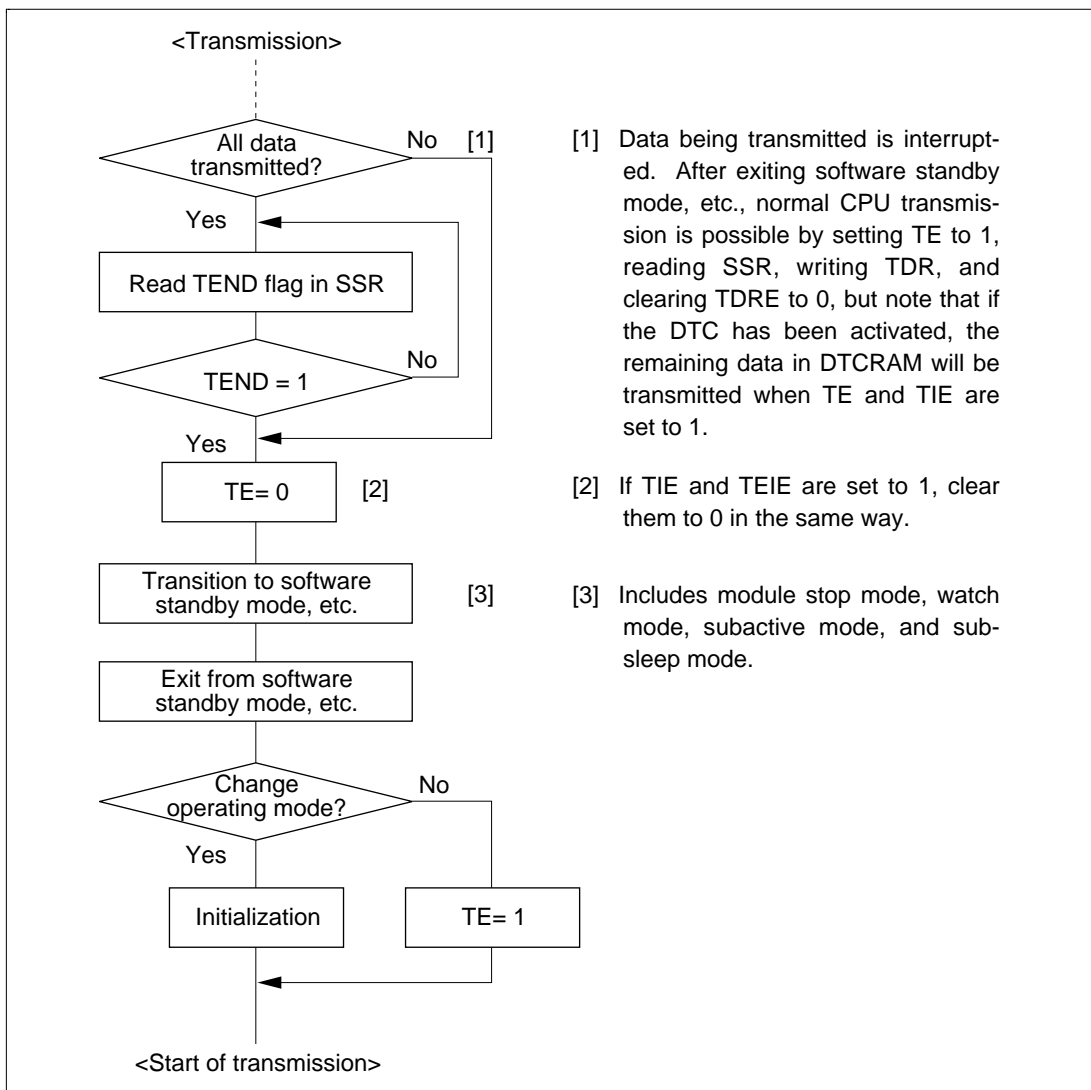 <Transmission>
All data
transmitted?
No [1]
Yes
Read TEND flag in SSR
TEND = 1
No
Yes
TE= 0
[2]
Transition to software
standby mode, etc.
[3]
Exit from software
standby mode, etc.
Change
operating mode?
No
Yes
Initialization
TE= 1
<Start of transmission>
[1] Data being transmitted is interrupt-
ed. After exiting software standby
mode, etc., normal CPU transmis-
sion is possible by setting TE to 1,
reading SSR, writing TDR, and
clearing TDRE to 0, but note that if
the DTC has been activated, the
remaining data in DTCRAM will be
transmitted when TE and TIE are
set to 1.
[2] If TIE and TEIE are set to 1, clear
them to 0 in the same way.
[3] Includes module stop mode, watch
mode, subactive mode, and sub-
sleep mode.